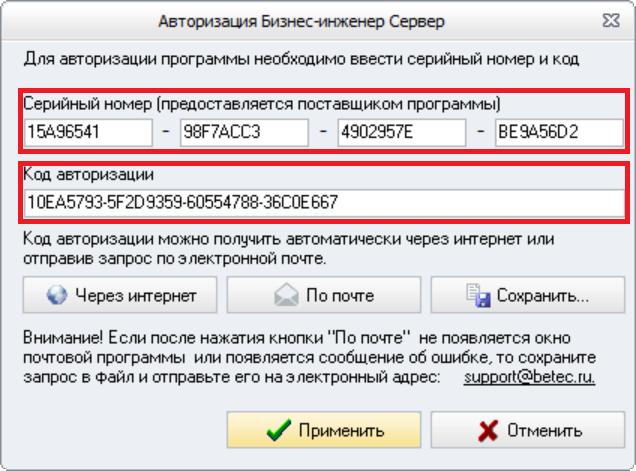 Авторизация Бизнес-инженер Сервер
Для авторизации программы необходимо ввести серийный номер и код
Серийный номер (предоставляется поставщиком программы)
15A96541 - 98F7ACC3 - 4902957E - BE9A56D2
Код авторизации
10EA5793-5F2D9359-60554788-36C0E667
Код авторизации можно получить автоматически через интернет или
отправив запрос по электронной почте.
Через интернет По почте Сохранить...
Внимание! Если после нажатия кнопки "По почте" не появляется окно
почтовой программы или появляется сообщение об ошибке, то сохраните
запрос в файл и отправьте его на электронный адрес: support@betec.ru.
Применить Отменить